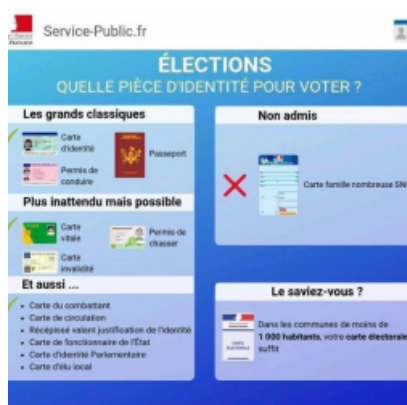 Service-Public.fr
ÉLECTIONS
QUELLE PIÈCE D'IDENTITÉ POUR VOTER ?
Les grands classiques
Carte
d'identité
Passeport
Permis de
conduire
Plus inattendu mais possible
Carte
vitale
Permis de
chasser
Carte
invalidité
Et aussi ...
• Carte du combattant
• Carte de circulation
• Récépissé valent justification de l'identité
• Carte de fonctionnaire de l'État
• Carte d'identité Parlementaire
• Carte d'élu local
Non admis
Carte famille nombreuse SN
Le saviez-vous ?
Dans les communes de moins de
1 000 habitants, votre carte électorale
suffit